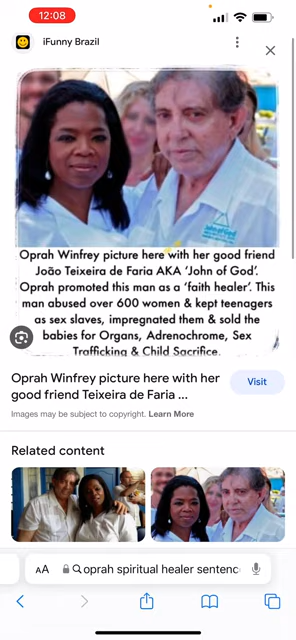 12:08
iFunny Brazil
Oprah Winfrey picture here with her good friend
João Teixeira de Faria AKA 'John of God'.
Oprah promoted this man as a 'faith healer'. This
man abused over 600 women & kept teenagers
as sex slaves, impregnated them & sold the
babies for Organs, Adrenochrome, Sex
Trafficking & Child Sacrifice.
Oprah Winfrey picture here with her
good friend Teixeira de Faria ...
Visit
Images may be subject to copyright. Learn More
Related content
AA
oprah spiritual healer sentenc